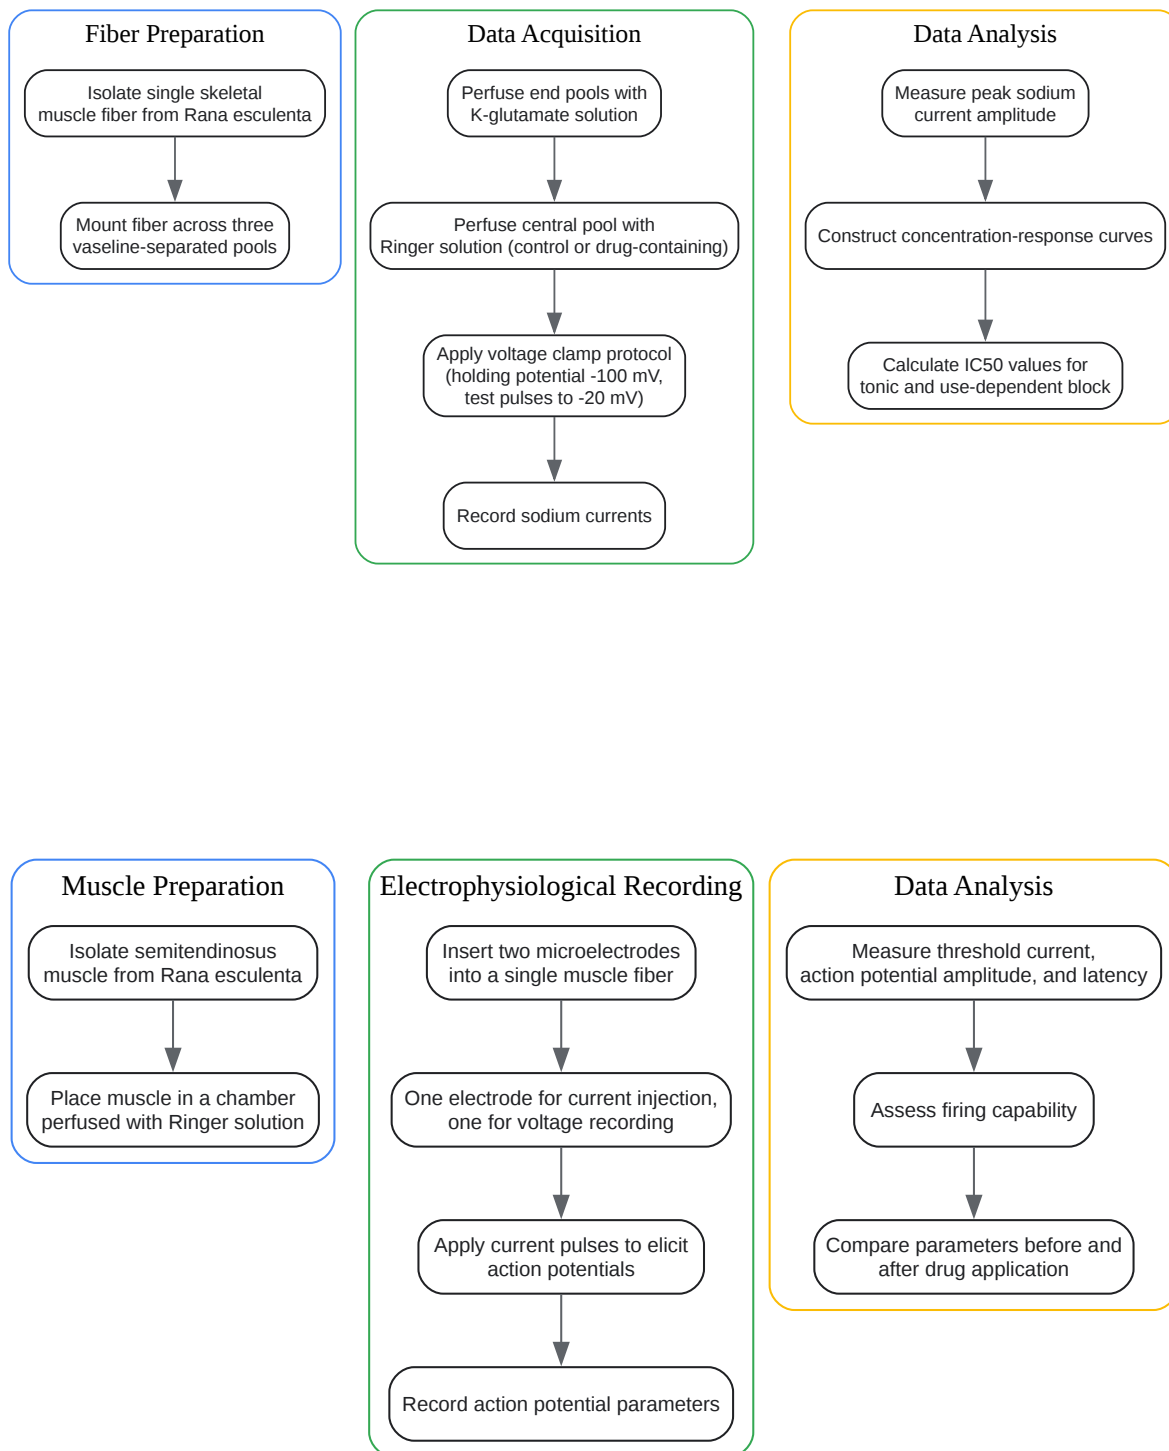 Fiber Preparation
Isolate single skeletal
muscle fiber from Rana esculenta
Mount fiber across three
vaseline-separated pools
Data Acquisition
Perfuse end pools with
K-glutamate solution
Perfuse central pool with
Ringer solution (control or drug-containing)
Apply voltage clamp protocol
(holding potential -100 mV,
test pulses to -20 mV)
Record sodium currents
Data Analysis
Measure peak sodium
current amplitude
Construct concentration-response curves
Calculate IC50 values for
tonic and use-dependent block
Muscle Preparation
Isolate semitendinosus
muscle from Rana esculenta
Place muscle in a chamber
perfused with Ringer solution
Electrophysiological Recording
Insert two microelectrodes
into a single muscle fiber
One electrode for current injection,
one for voltage recording
Apply current pulses to elicit
action potentials
Record action potential parameters
Data Analysis
Measure threshold current,
action potential amplitude, and latency
Assess firing capability
Compare parameters before and
after drug application